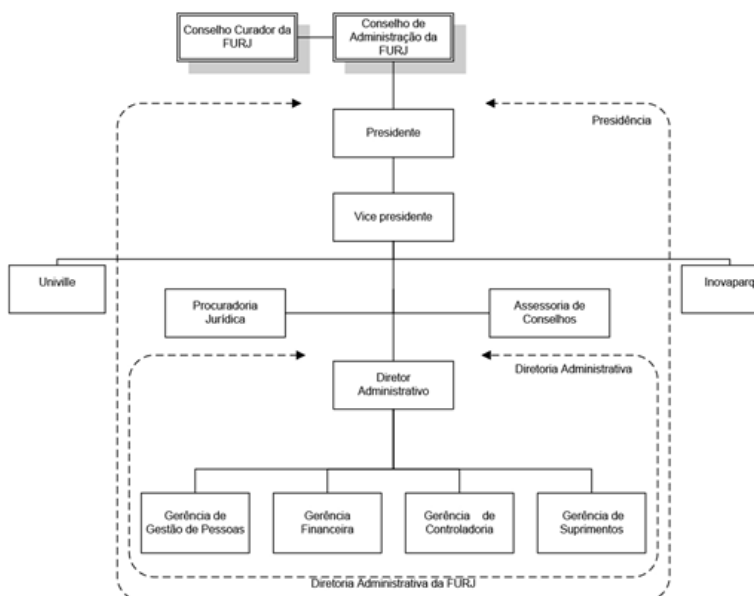 Conselho Curador da
FURJ
Conselho de
Administração da
FURJ
Presidência
Presidente
Vice presidente
Univille
Inovaparq
Procuradoria
Jurídica
Assessoria de
Conselhos
Diretoria Administrativa
Diretor
Administrativo
Gerência de
Gestão de Pessoas
Gerência
Financeira
Gerência de
Controladoria
Gerência de
Suprimentos
Diretoria Administrativa da FURJ